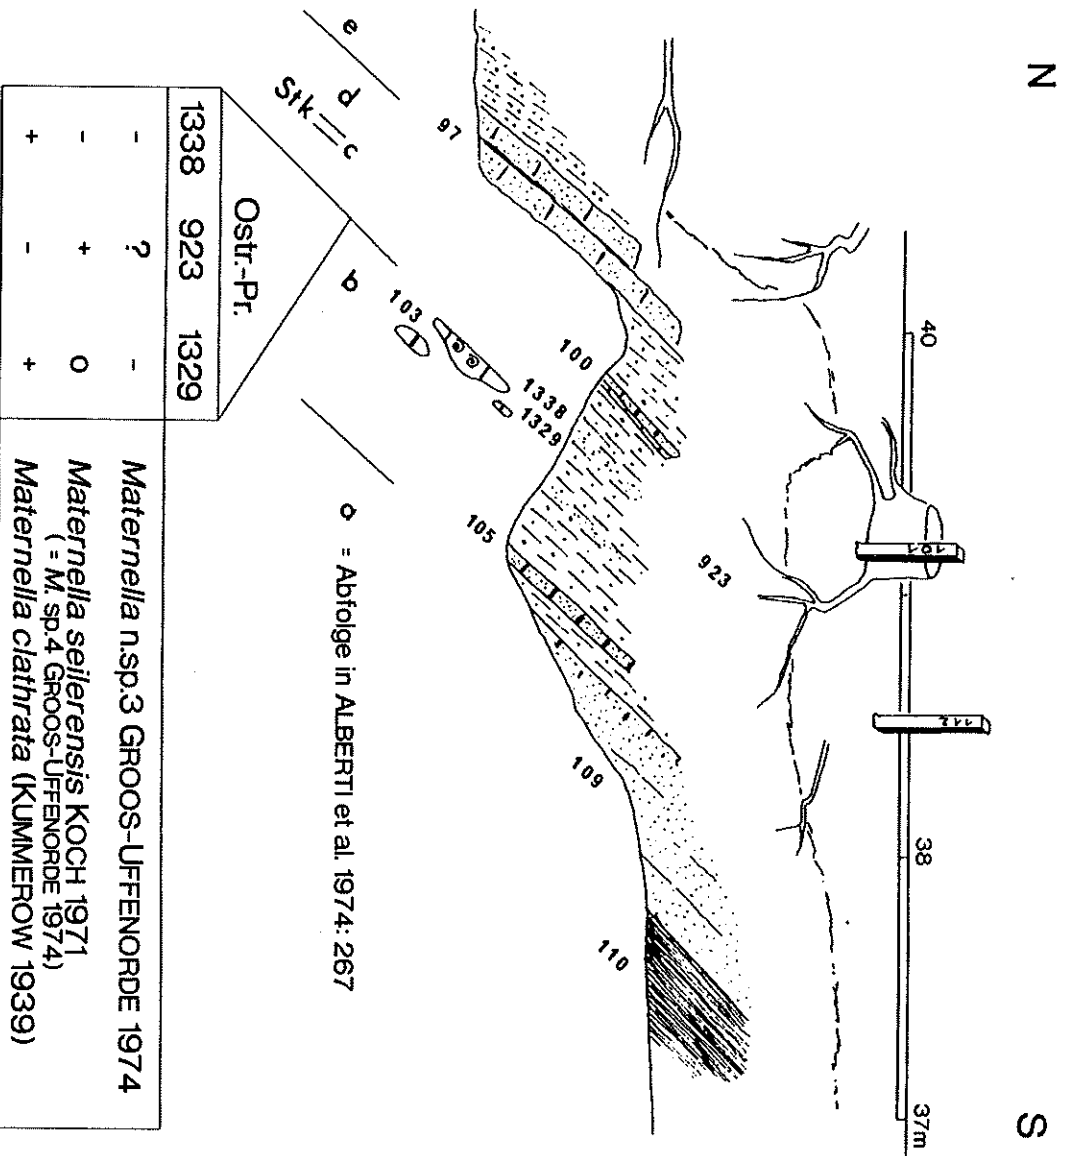 N
S
40
38
37m
101
112
923
e
d
Stk
c
b
a = Abfolge in ALBERTI et al. 1974: 267
97
100
103
1338
1329
105
109
110
Ostr.-Pr.
1338 923 1329
- ? - Maternella n.sp.3 GROOS-UFFENORDE 1974
- + o Maternella seilerensis KOCH 1971
(= M. sp.4 GROOS-UFFENORDE 1974)
+ - + Maternella clathrata (KUMMEROW 1939)